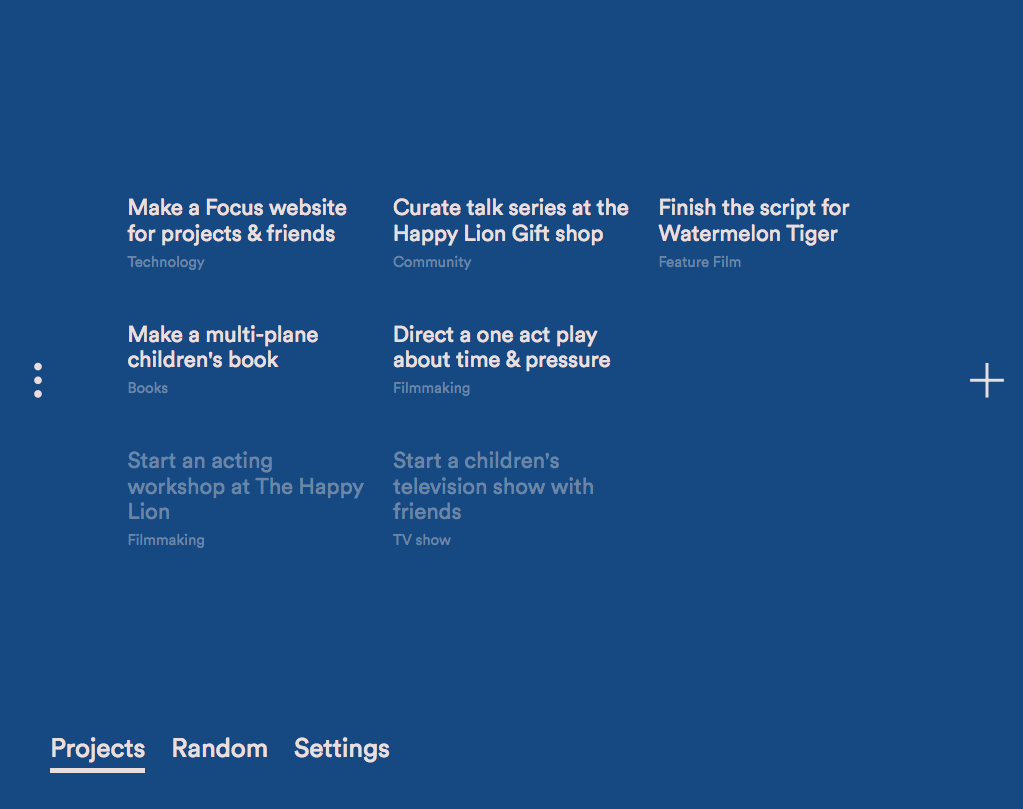 Make a Focus website
for projects & friends
Technology
Curate talk series at the
Happy Lion Gift shop
Community
Finish the script for
Watermelon Tiger
Feature Film
Make a multi-plane
children's book
Books
Direct a one act play
about time & pressure
Filmmaking
Start an acting
workshop at The Happy
Lion
Filmmaking
Start a children's
television show with
friends
TV show
Projects Random Settings